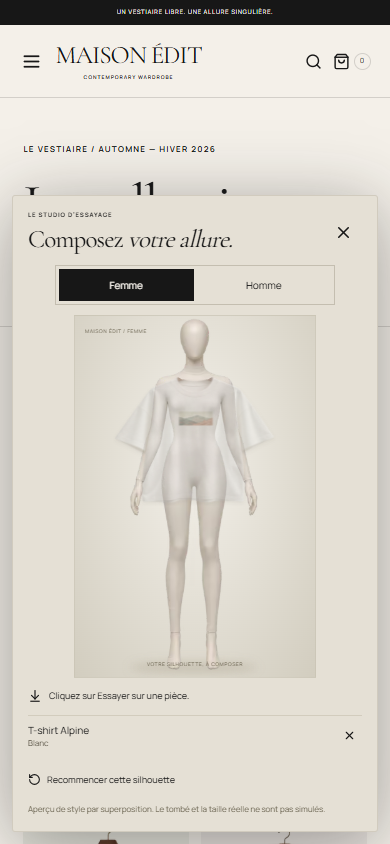 UN VESTIAIRE LIBRE. UNE ALLURE SINGULIÈRE.
MAISON ÉDIT
CONTEMPORARY WARDROBE
0
LE VESTIAIRE / AUTOMNE — HIVER 2026
LE STUDIO D'ESSAYAGE
Composez votre allure.
Femme
Homme
MAISON ÉDIT / FEMME
VOTRE SILHOUETTE, À COMPOSER
Cliquez sur Essayer sur une pièce.
T-shirt Alpine
Blanc
Recommencer cette silhouette
Aperçu de style par superposition. Le tombé et la taille réelle ne sont pas simulés.